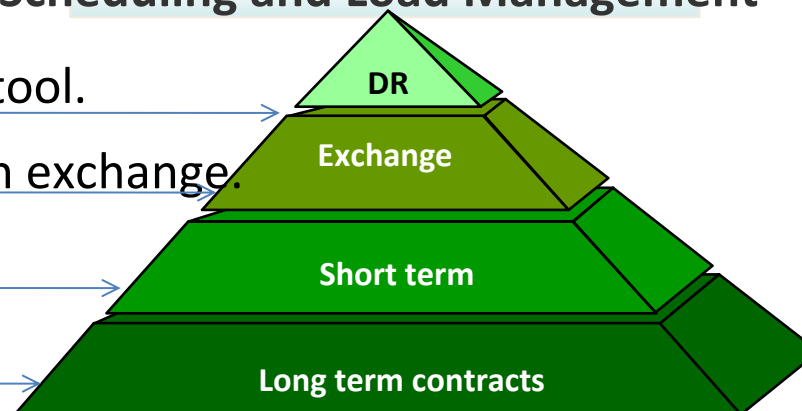 Scheduling and Load Management
tool.
DR
Exchange
n exchange.
Short term
Long term contracts